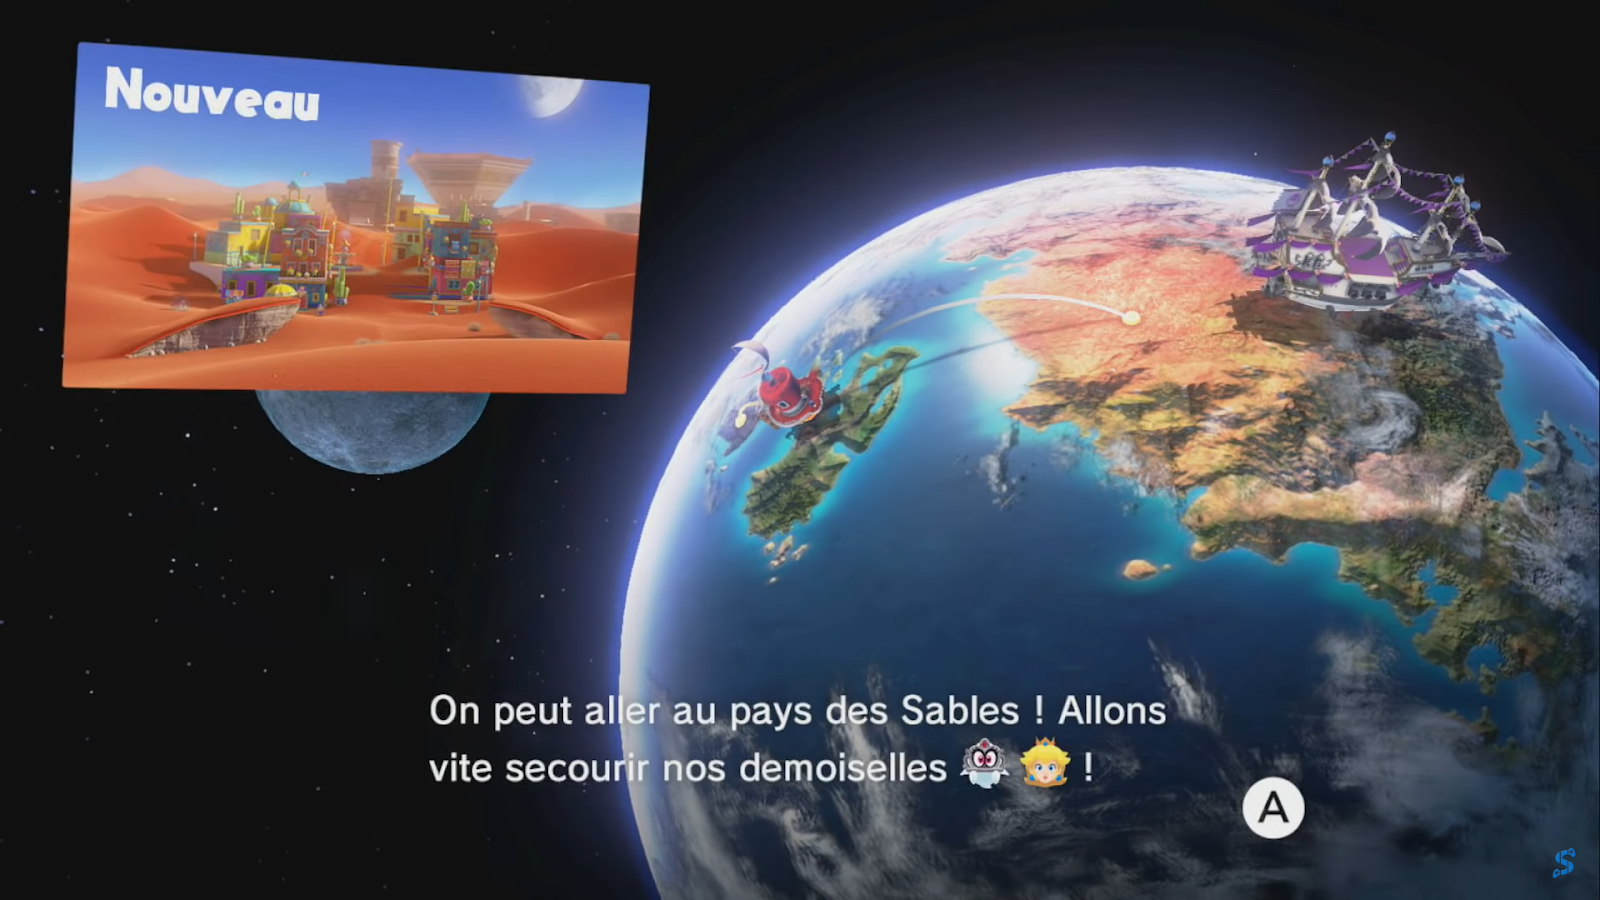 Nouveau
On peut aller au pays des Sables ! Allons
vite secourir nos demoiselles !
A
S